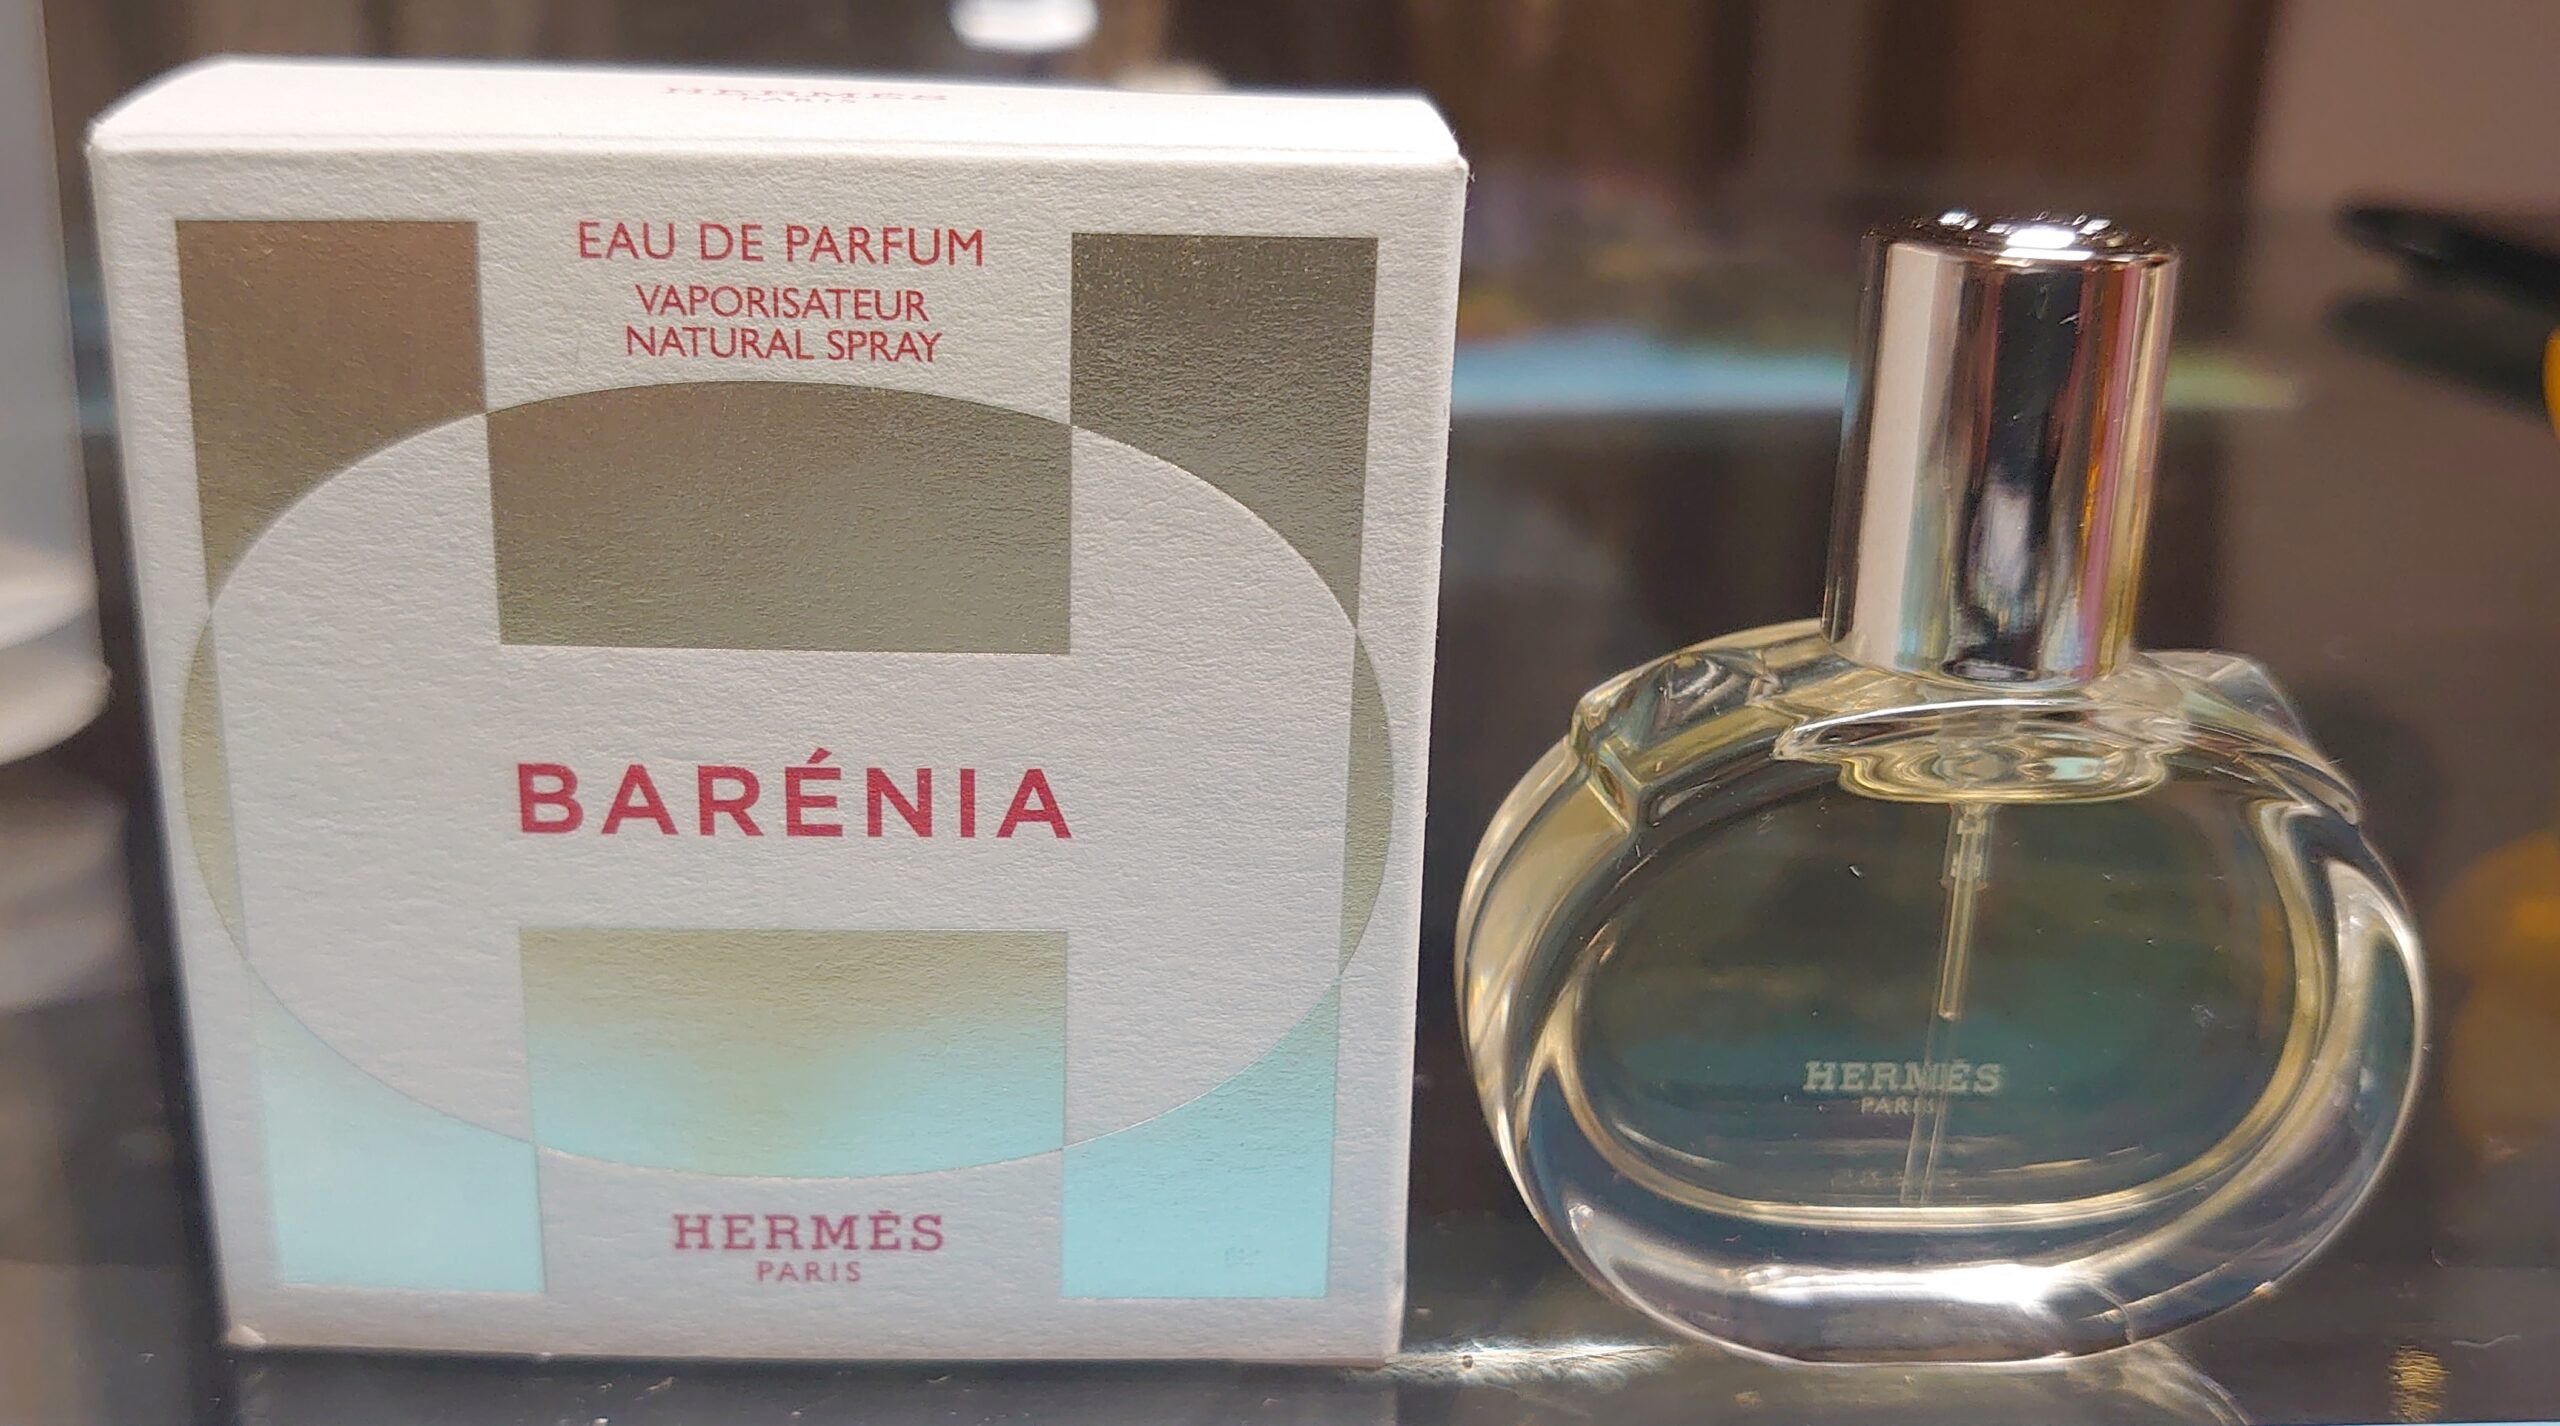 HERMÈS
PARIS
EAU DE PARFUM
VAPORISATEUR
NATURAL SPRAY
BARÉNIA
HERMÈS
PARIS
HERMÈS
PARIS